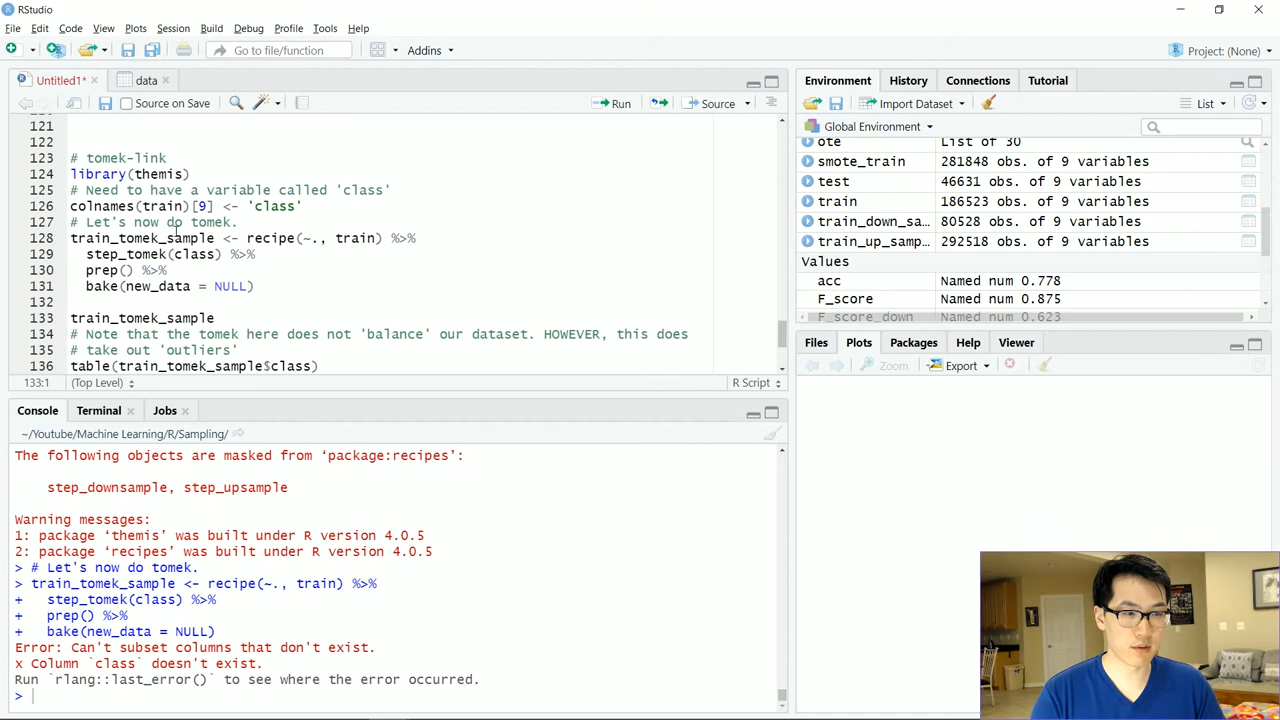 RStudio
File Edit Code View Plots Session Build Debug Profile Tools Help
Go to file/function Addins Project: (None)
Untitled1* data
Source on Save Run Source
121
122
123 # tomek-link
124 library(themis)
125 # Need to have a variable called 'class'
126 colnames(train)[9] <- 'class'
127 # Let's now do tomek.
128 train_tomek_sample <- recipe(~., train) %>%
129 step_tomek(class) %>%
130 prep() %>%
131 bake(new_data = NULL)
132
133 train_tomek_sample
134 # Note that the tomek here does not 'balance' our dataset. HOWEVER, this does
135 # take out 'outliers'
136 table(train_tomek_sample$class)
133:1 (Top Level) R Script
Console Terminal Jobs
~/Youtube/Machine Learning/R/Sampling/
The following objects are masked from ‘package:recipes’:
step_downsample, step_upsample
Warning messages:
1: package ‘themis’ was built under R version 4.0.5
2: package ‘recipes’ was built under R version 4.0.5
> # Let's now do tomek.
> train_tomek_sample <- recipe(~., train) %>%
+ step_tomek(class) %>%
+ prep() %>%
+ bake(new_data = NULL)
Error: Can't subset columns that don't exist.
x Column `class` doesn't exist.
Run `rlang::last_error()` to see where the error occurred.
>
Environment History Connections Tutorial
Import Dataset List
Global Environment
ote List of 30
smote_train 281848 obs. of 9 variables
test 46631 obs. of 9 variables
train 186523 obs. of 9 variables
train_down_sa… 80528 obs. of 9 variables
train_up_samp… 292518 obs. of 9 variables
Values
acc Named num 0.778
F_score Named num 0.875
F_score_down Named num 0.623
Files Plots Packages Help Viewer
Zoom Export